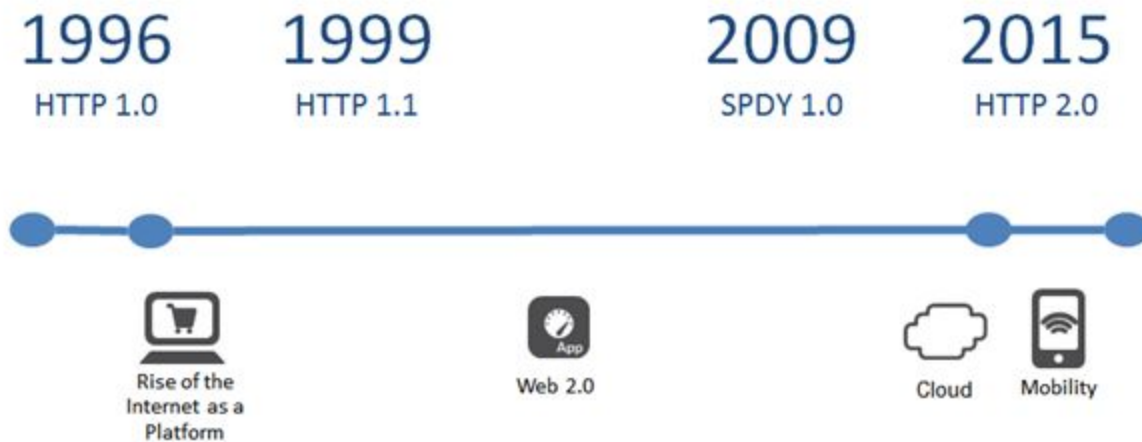 1996
1999
2009
2015
HTTP 1.0
HTTP 1.1
SPDY 1.0
HTTP 2.0
App
Rise of the
Internet as a
Platform
Web 2.0
Cloud
Mobility